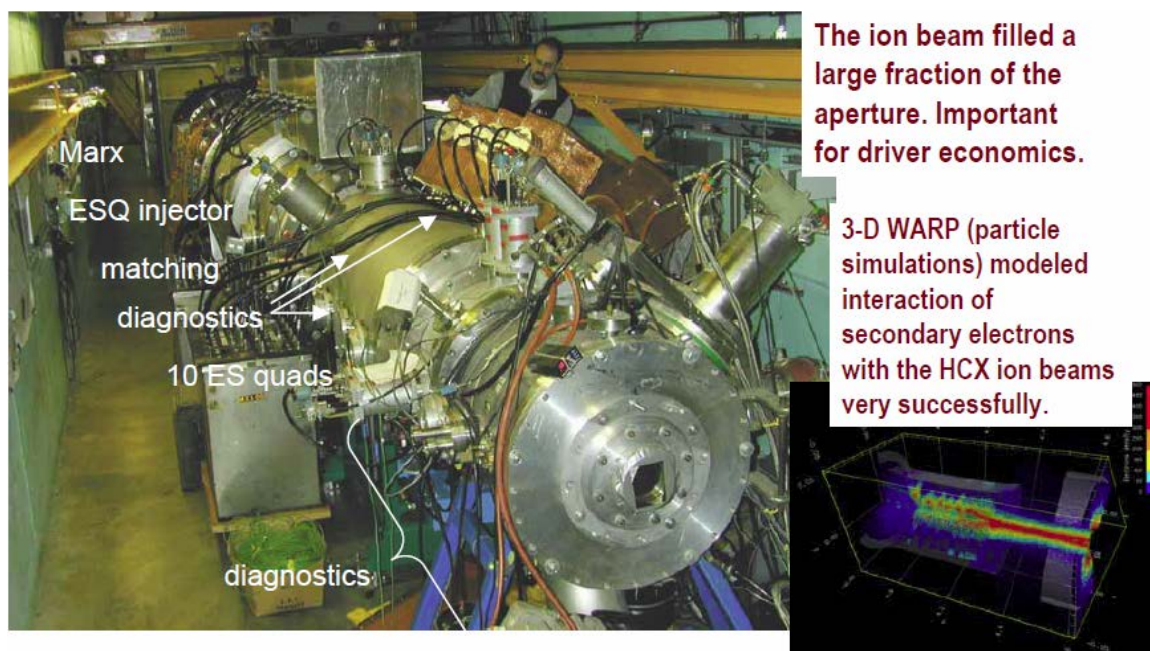 The ion beam filled a
large fraction of the
aperture. Important
for driver economics.
3-D WARP (particle
simulations) modeled
interaction of
secondary electrons
with the HCX ion beams
very successfully.
Marx
ESQ injector
matching
diagnostics
10 ES quads
diagnostics